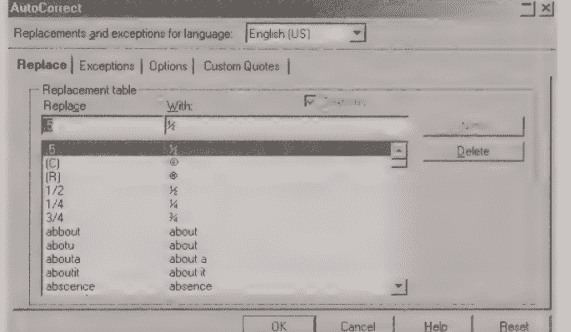 AutoCorrect
Replacements and exceptions for language: English (US)
Replace Exceptions Options Custom Quotes
Replacement table
Replace With:
.5 ½
.5 ½
(C) ©
(R) ®
1/2 ½
1/4 ¼
3/4 ¾
abbout about
abotu about
abouta about a
aboutit about it
abscence absence
Delete
OK Cancel Help Reset